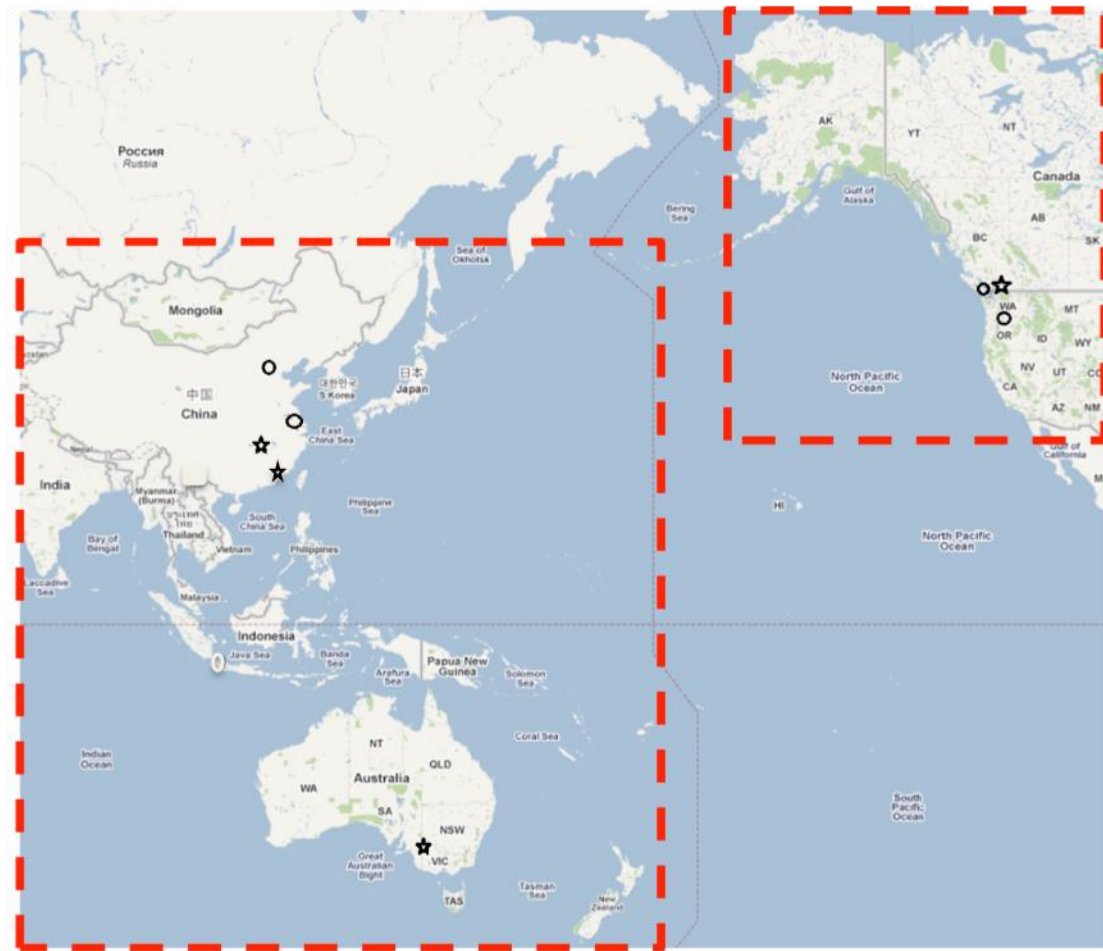 Россия
Russia
AK
YT
NT
Canada
Gulf of
Alaska
Bering
Sea
AB
BC
SK
Sea of
Okhotsk
WA
MT
OR
ID
WY
NV
UT
CO
CA
AZ
NM
Gulf of
California
Mongolia
中国
China
대한민국
S Korea
日本
Japan
East
China Sea
North Pacific
Ocean
Nepal
India
Myanmar
(Burma)
Thailand
Vietnam
South
China Sea
Philippine
Sea
Philippines
HI
North Pacific
Ocean
Bay of
Bengal
Laccadive
Sea
Malaysia
Indonesia
Java Sea
Banda
Sea
Arafura
Sea
Papua New
Guinea
Solomon
Sea
Coral Sea
Indian
Ocean
NT
QLD
WA
Australia
SA
NSW
VIC
Great
Australian
Bight
TAS
Tasman
Sea
New
Zealand
South
Pacific
Ocean